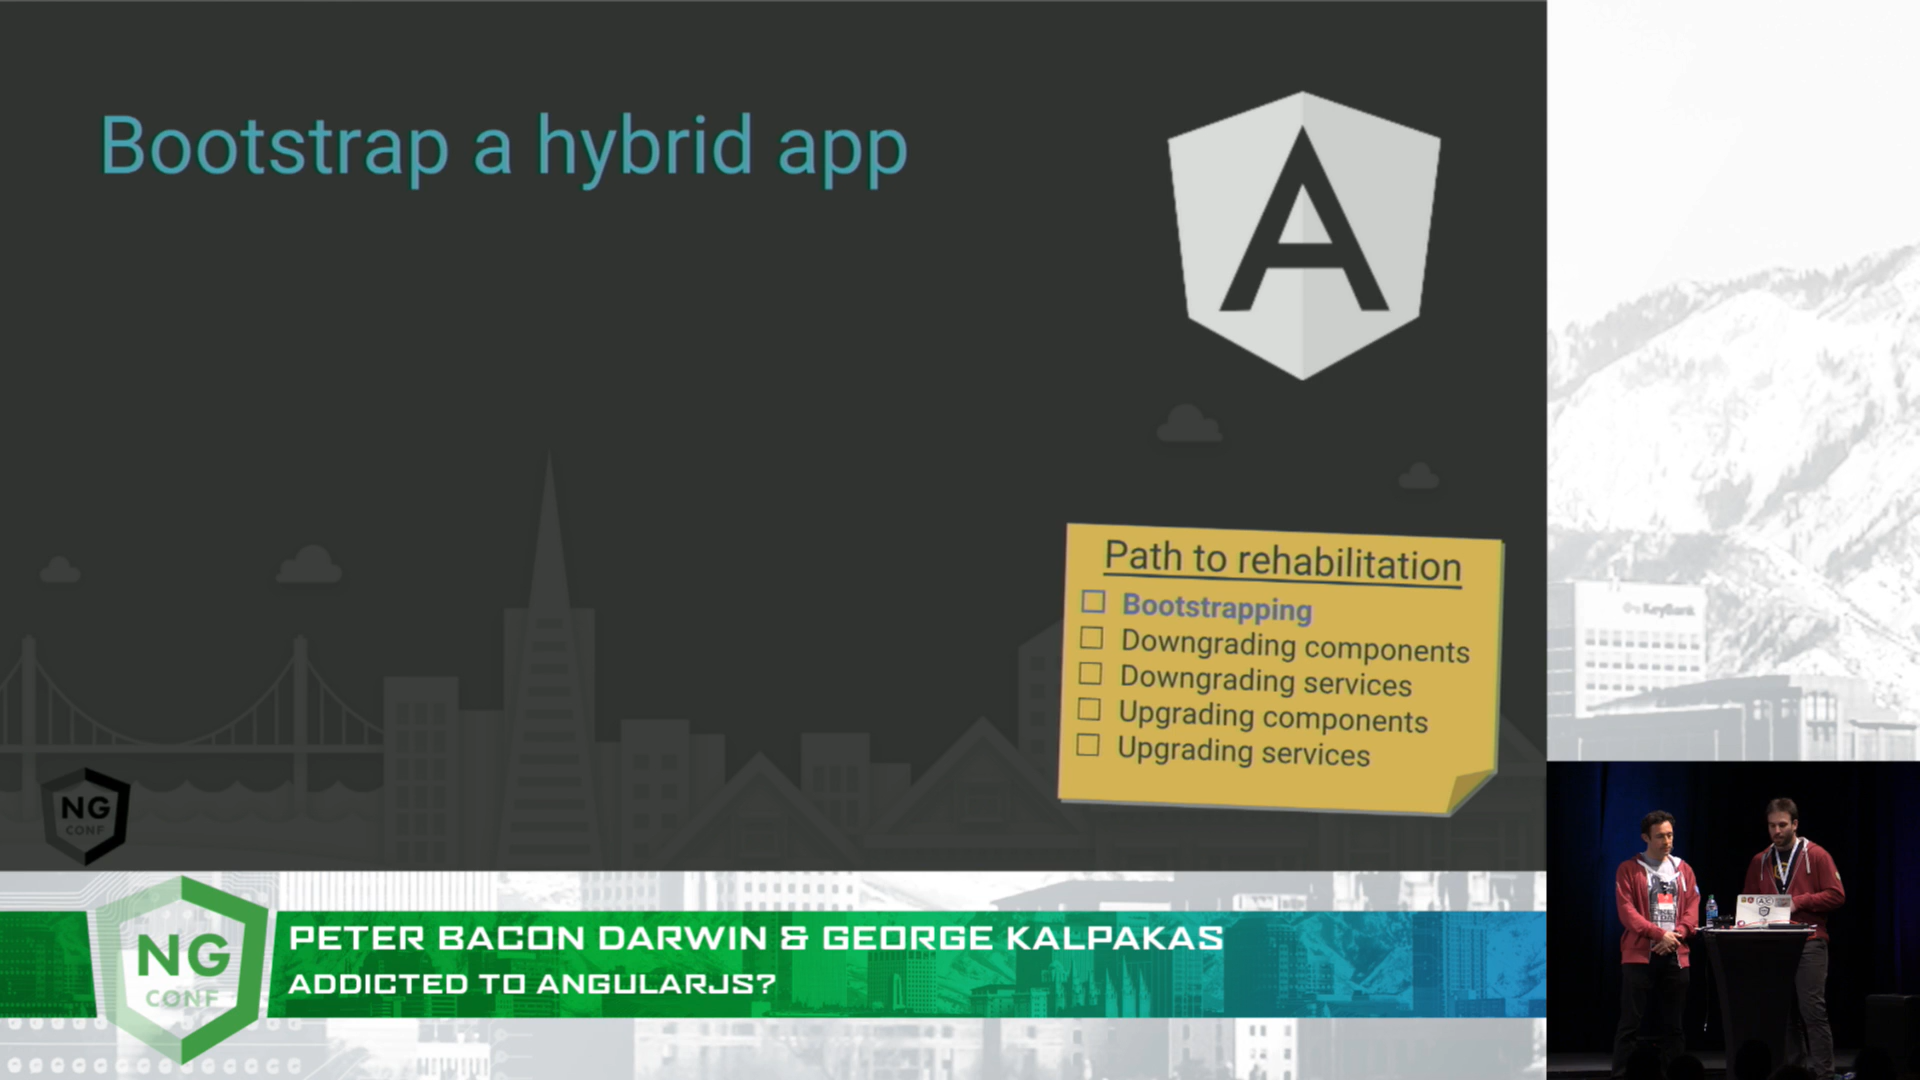 Bootstrap a hybrid app
Path to rehabilitation
Bootstrapping
Downgrading components
Downgrading services
Upgrading components
Upgrading services
NG
CONF
KeyBank
NG
CONF
PETER BACON DARWIN & GEORGE KALPAKAS
ADDICTED TO ANGULARJS?